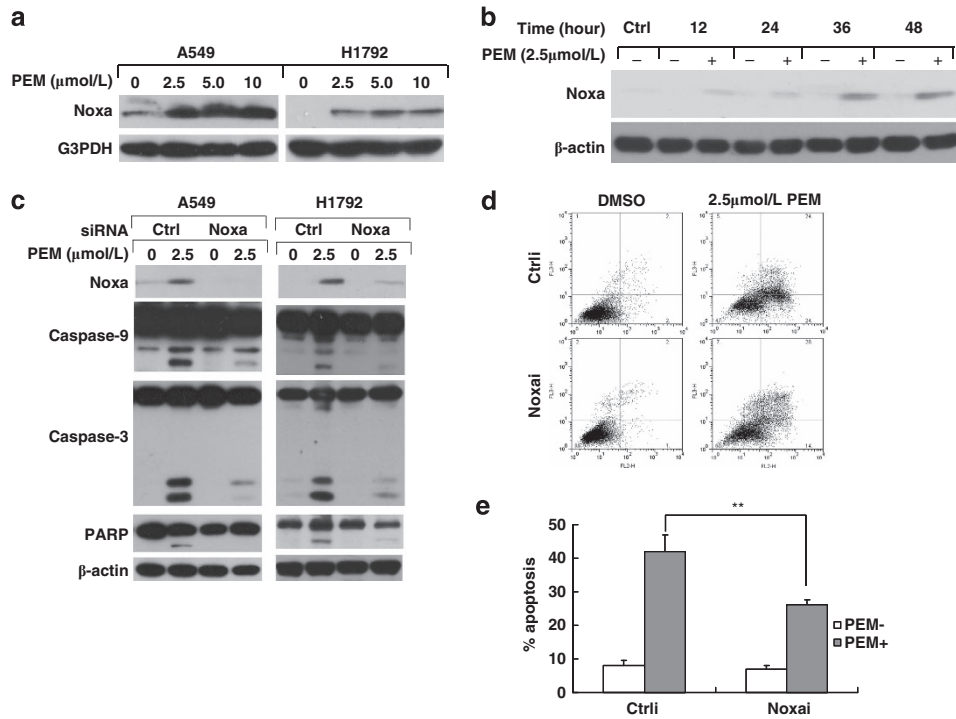 a
A549 H1792
PEM (μmol/L) 0 2.5 5.0 10 0 2.5 5.0 10
Noxa
G3PDH
b
Time (hour) Ctrl 12 24 36 48
PEM (2.5μmol/L) – – + – + – + – +
Noxa
β-actin
c
A549 H1792
siRNA Ctrl Noxa Ctrl Noxa
PEM (μmol/L) 0 2.5 0 2.5 0 2.5 0 2.5
Noxa
Caspase-9
Caspase-3
PARP
β-actin
d
DMSO 2.5μmol/L PEM
Ctrli
Noxai
FL3-H
FL2-H FL2-H
e
**
% apoptosis
50
40
30
20
10
0
PEM-
PEM+
Ctrli Noxai